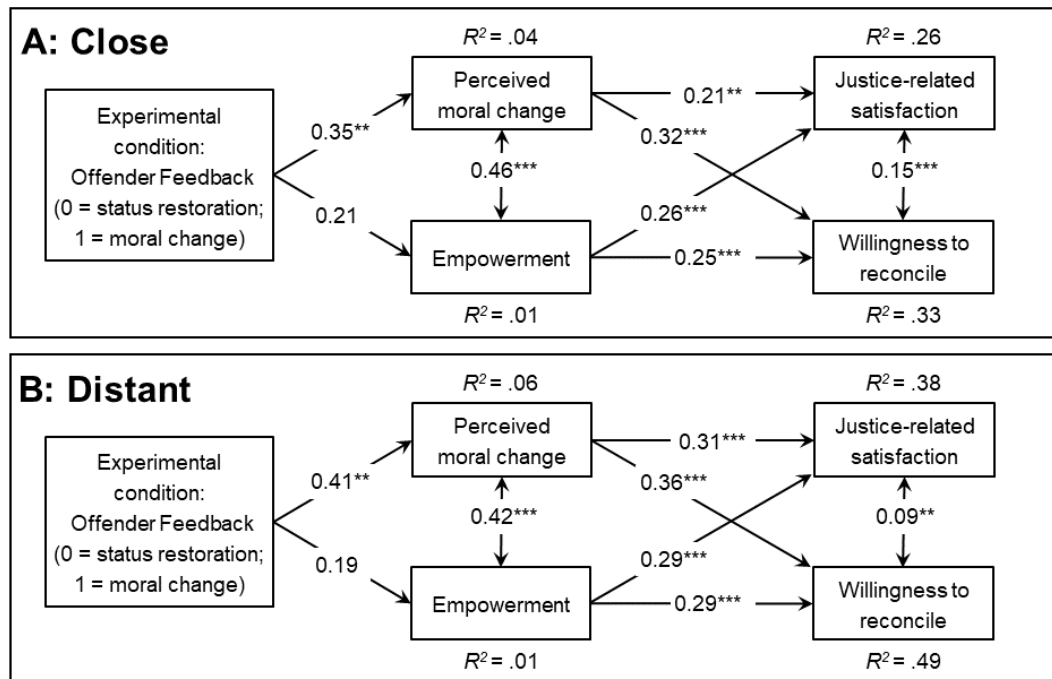 A: Close
R² = .04
R² = .26
Experimental
condition:
Offender Feedback
(0 = status restoration;
1 = moral change)
0.35**
0.21
Perceived
moral change
0.46***
Empowerment
R² = .01
0.21**
0.32***
0.26***
0.25***
Justice-related
satisfaction
0.15***
Willingness to
reconcile
R² = .33
B: Distant
R² = .06
R² = .38
Experimental
condition:
Offender Feedback
(0 = status restoration;
1 = moral change)
0.41**
0.19
Perceived
moral change
0.42***
Empowerment
R² = .01
0.31***
0.36***
0.29***
0.29***
Justice-related
satisfaction
0.09**
Willingness to
reconcile
R² = .49